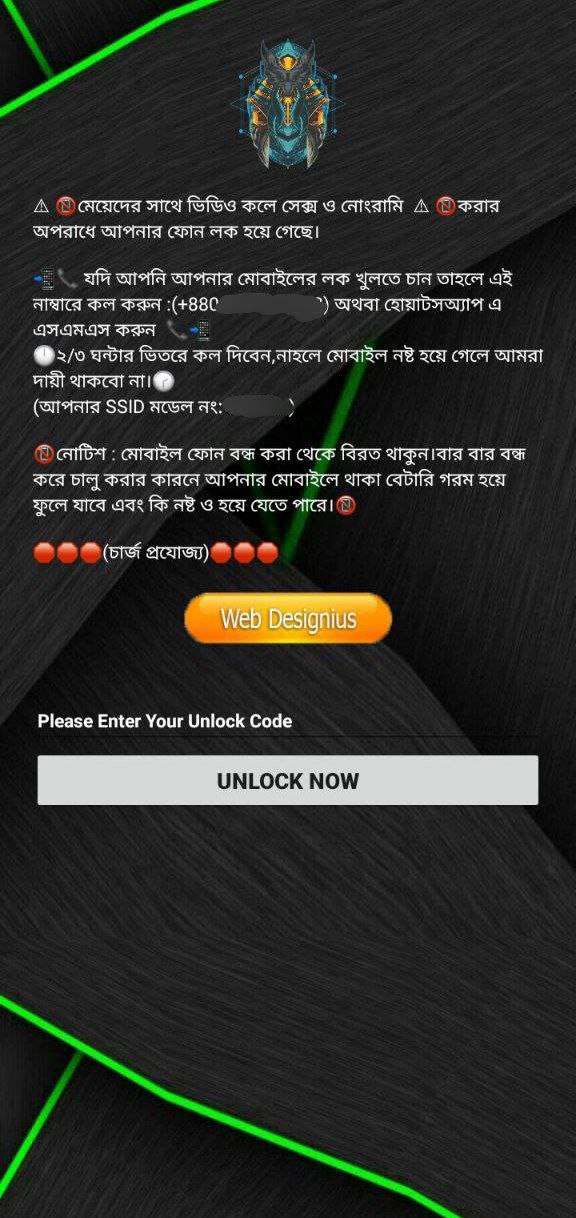 ⚠ 📵মেয়েদের সাথে ভিডিও কলে সেক্স ও নোংরামি ⚠ 📵করার
অপরাধে আপনার ফোন লক হয়ে গেছে।
📲📞 যদি আপনি আপনার মোবাইলের লক খুলতে চান তাহলে এই
নাম্বারে কল করুন :(+880 ) অথবা হোয়াটসঅ্যাপ এ
এসএমএস করুন 📞📲
🕛২/৩ ঘন্টার ভিতরে কল দিবেন,নাহলে মোবাইল নষ্ট হয়ে গেলে আমরা
দায়ী থাকবো না।🕝
(আপনার SSID মডেল নং: )
📵নোটিশ : মোবাইল ফোন বন্ধ করা থেকে বিরত থাকুন।বার বার বন্ধ
করে চালু করার কারনে আপনার মোবাইলে থাকা বেটারি গরম হয়ে
ফুলে যাবে এবং কি নষ্ট ও হয়ে যেতে পারে।📵
🛑🛑🛑(চার্জ প্রযোজ্য)🛑🛑🛑
Web Designius
Please Enter Your Unlock Code
UNLOCK NOW